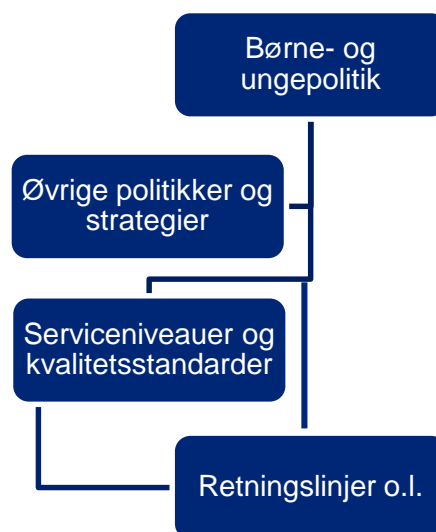 Børne- og
ungepolitik
Øvrige politikker og
strategier
Serviceniveauer og
kvalitetsstandarder
Retningslinjer o.l.